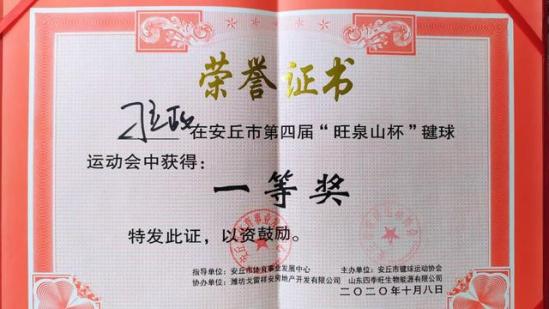 荣誉证书
在安丘市第四届“旺泉山杯”毽球
运动会中获得：
一等奖
特发此证，以资鼓励。
指导单位：安丘市体育事业发展中心 主办单位：安丘市毽球运动协会
协办单位：潍坊戈雷祥安房地产开发有限公司 山东四季旺生物能源有限公司
二〇二〇年十月八日